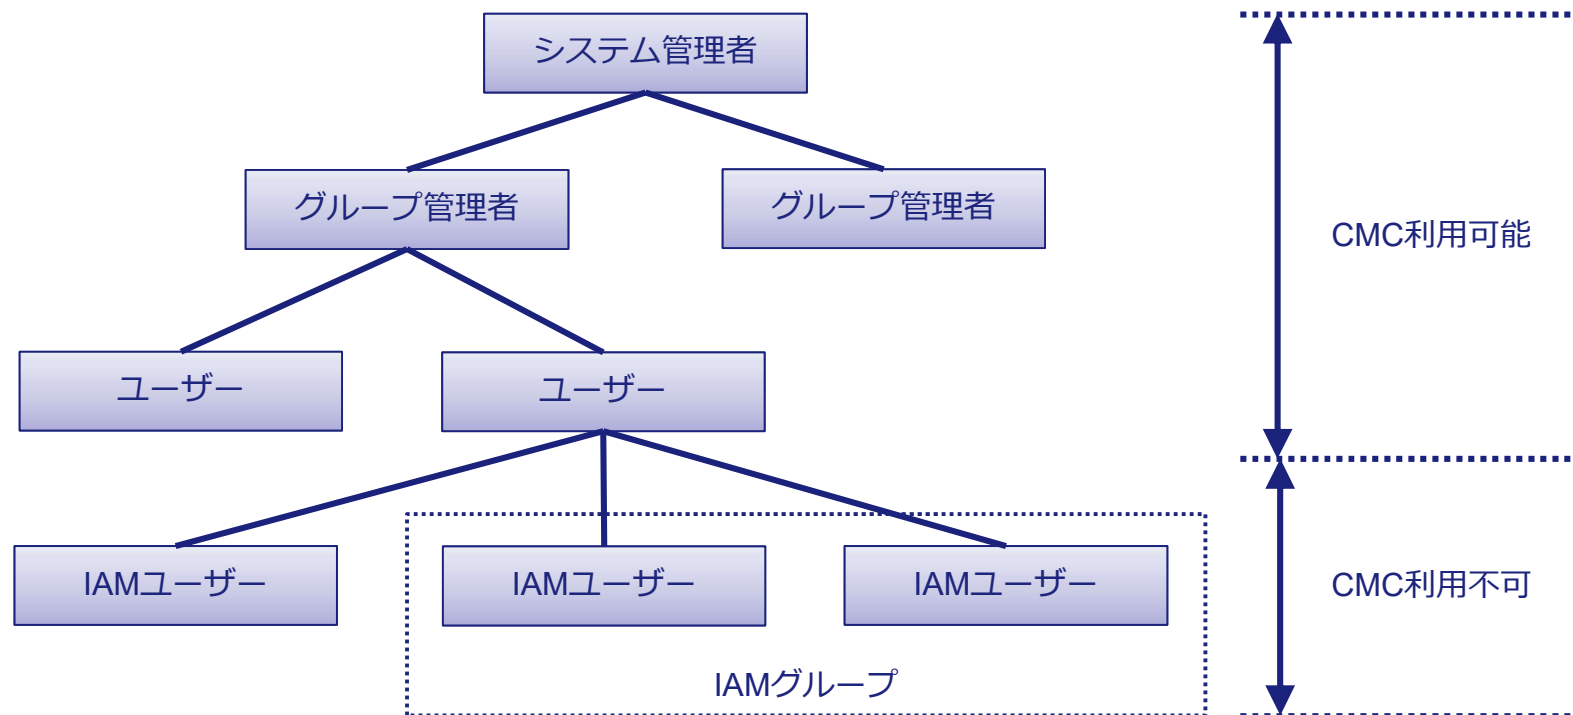 システム管理者
グループ管理者
グループ管理者
CMC利用可能
ユーザー
ユーザー
IAMユーザー
IAMユーザー
IAMユーザー
CMC利用不可
IAMグループ